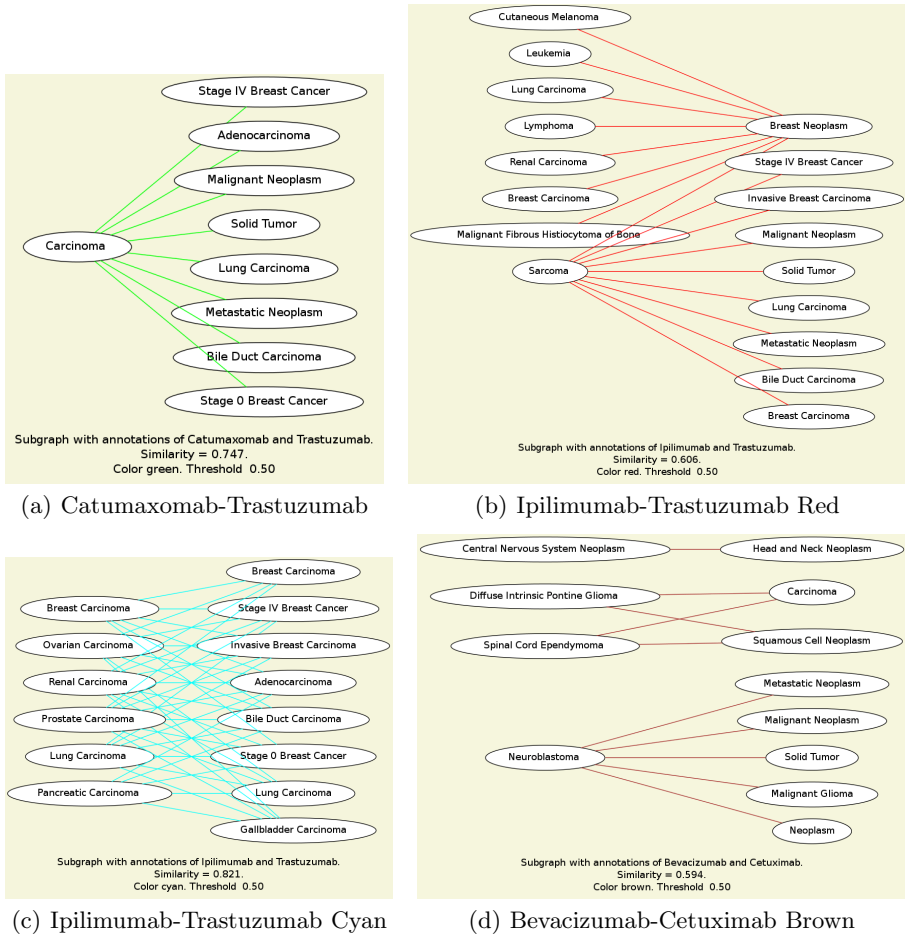 Stage IV Breast Cancer
Adenocarcinoma
Malignant Neoplasm
Solid Tumor
Carcinoma
Lung Carcinoma
Metastatic Neoplasm
Bile Duct Carcinoma
Stage 0 Breast Cancer
Subgraph with annotations of Catumaxomab and Trastuzumab.
Similarity = 0.747.
Color green. Threshold 0.50
(a) Catumaxomab-Trastuzumab
Cutaneous Melanoma
Leukemia
Lung Carcinoma
Lymphoma
Renal Carcinoma
Breast Carcinoma
Malignant Fibrous Histiocytoma of Bone
Sarcoma
Breast Neoplasm
Stage IV Breast Cancer
Invasive Breast Carcinoma
Malignant Neoplasm
Solid Tumor
Lung Carcinoma
Metastatic Neoplasm
Bile Duct Carcinoma
Breast Carcinoma
Subgraph with annotations of Ipilimumab and Trastuzumab.
Similarity = 0.606.
Color red. Threshold 0.50
(b) Ipilimumab-Trastuzumab Red
Breast Carcinoma
Ovarian Carcinoma
Renal Carcinoma
Prostate Carcinoma
Lung Carcinoma
Pancreatic Carcinoma
Breast Carcinoma
Stage IV Breast Cancer
Invasive Breast Carcinoma
Adenocarcinoma
Bile Duct Carcinoma
Stage 0 Breast Cancer
Lung Carcinoma
Gallbladder Carcinoma
Subgraph with annotations of Ipilimumab and Trastuzumab.
Similarity = 0.821.
Color cyan. Threshold 0.50
(c) Ipilimumab-Trastuzumab Cyan
Central Nervous System Neoplasm
Diffuse Intrinsic Pontine Glioma
Spinal Cord Ependymoma
Neuroblastoma
Head and Neck Neoplasm
Carcinoma
Squamous Cell Neoplasm
Metastatic Neoplasm
Malignant Neoplasm
Solid Tumor
Malignant Glioma
Neoplasm
Subgraph with annotations of Bevacizumab and Cetuximab.
Similarity = 0.594.
Color brown. Threshold 0.50
(d) Bevacizumab-Cetuximab Brown